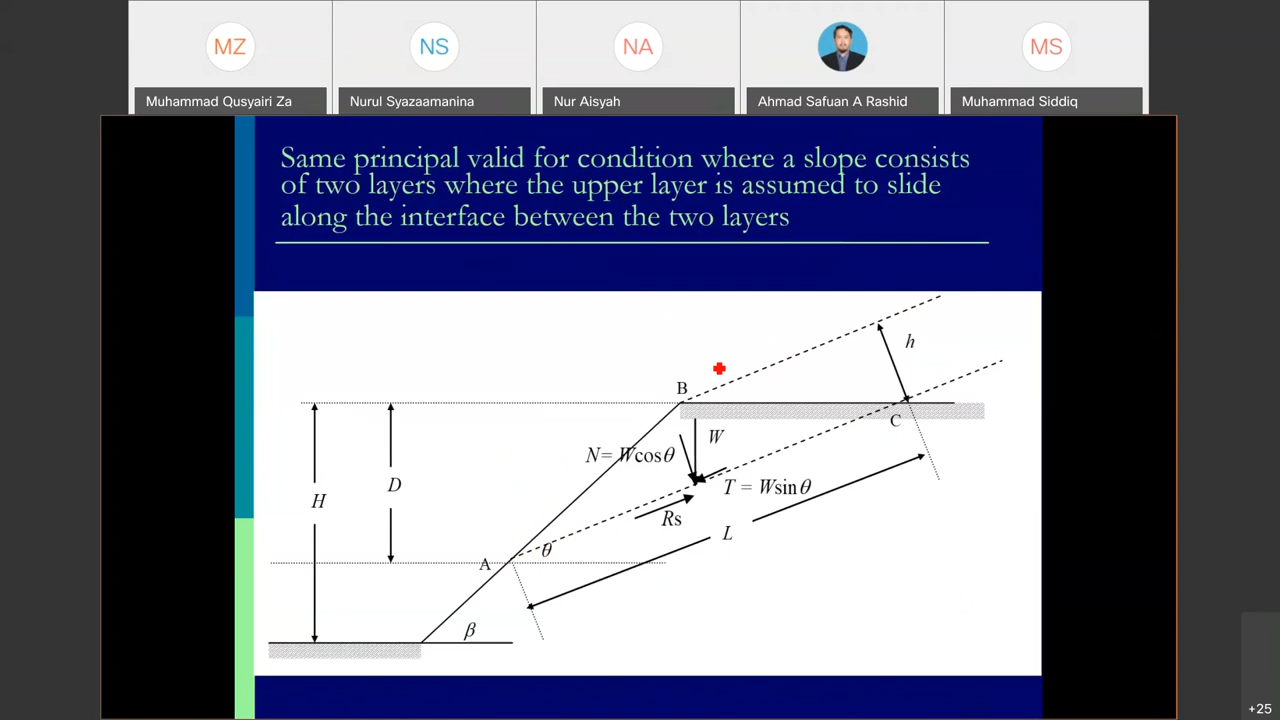 MZ
NS
NA
MS
Muhammad Qusyairi Za
Nurul Syazaamanina
Nur Aisyah
Ahmad Safuan A Rashid
Muhammad Siddiq
Same principal valid for condition where a slope consists
of two layers where the upper layer is assumed to slide
along the interface between the two layers
h
B
C
W
N= Wcosθ
D
T = Wsinθ
H
Rs
L
θ
A
β
+25